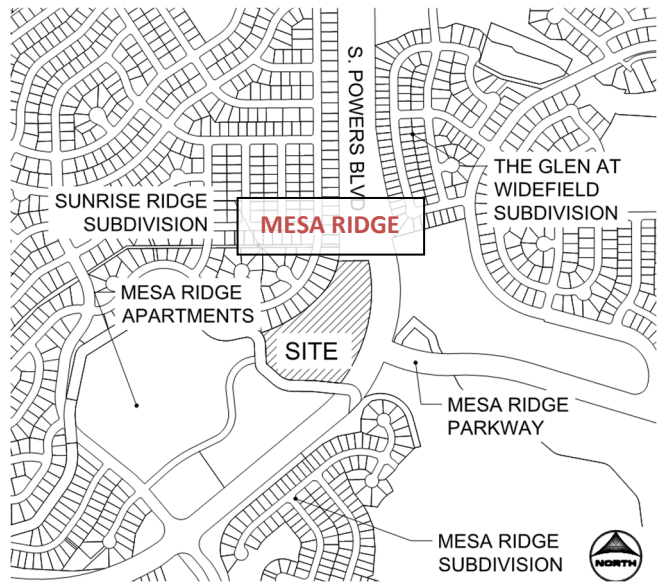 S. POWERS BLVD
THE GLEN AT
WIDEFIELD
SUBDIVISION
SUNRISE RIDGE
SUBDIVISION
MESA RIDGE
MESA RIDGE
APARTMENTS
SITE
MESA RIDGE
PARKWAY
MESA RIDGE
SUBDIVISION
NORTH